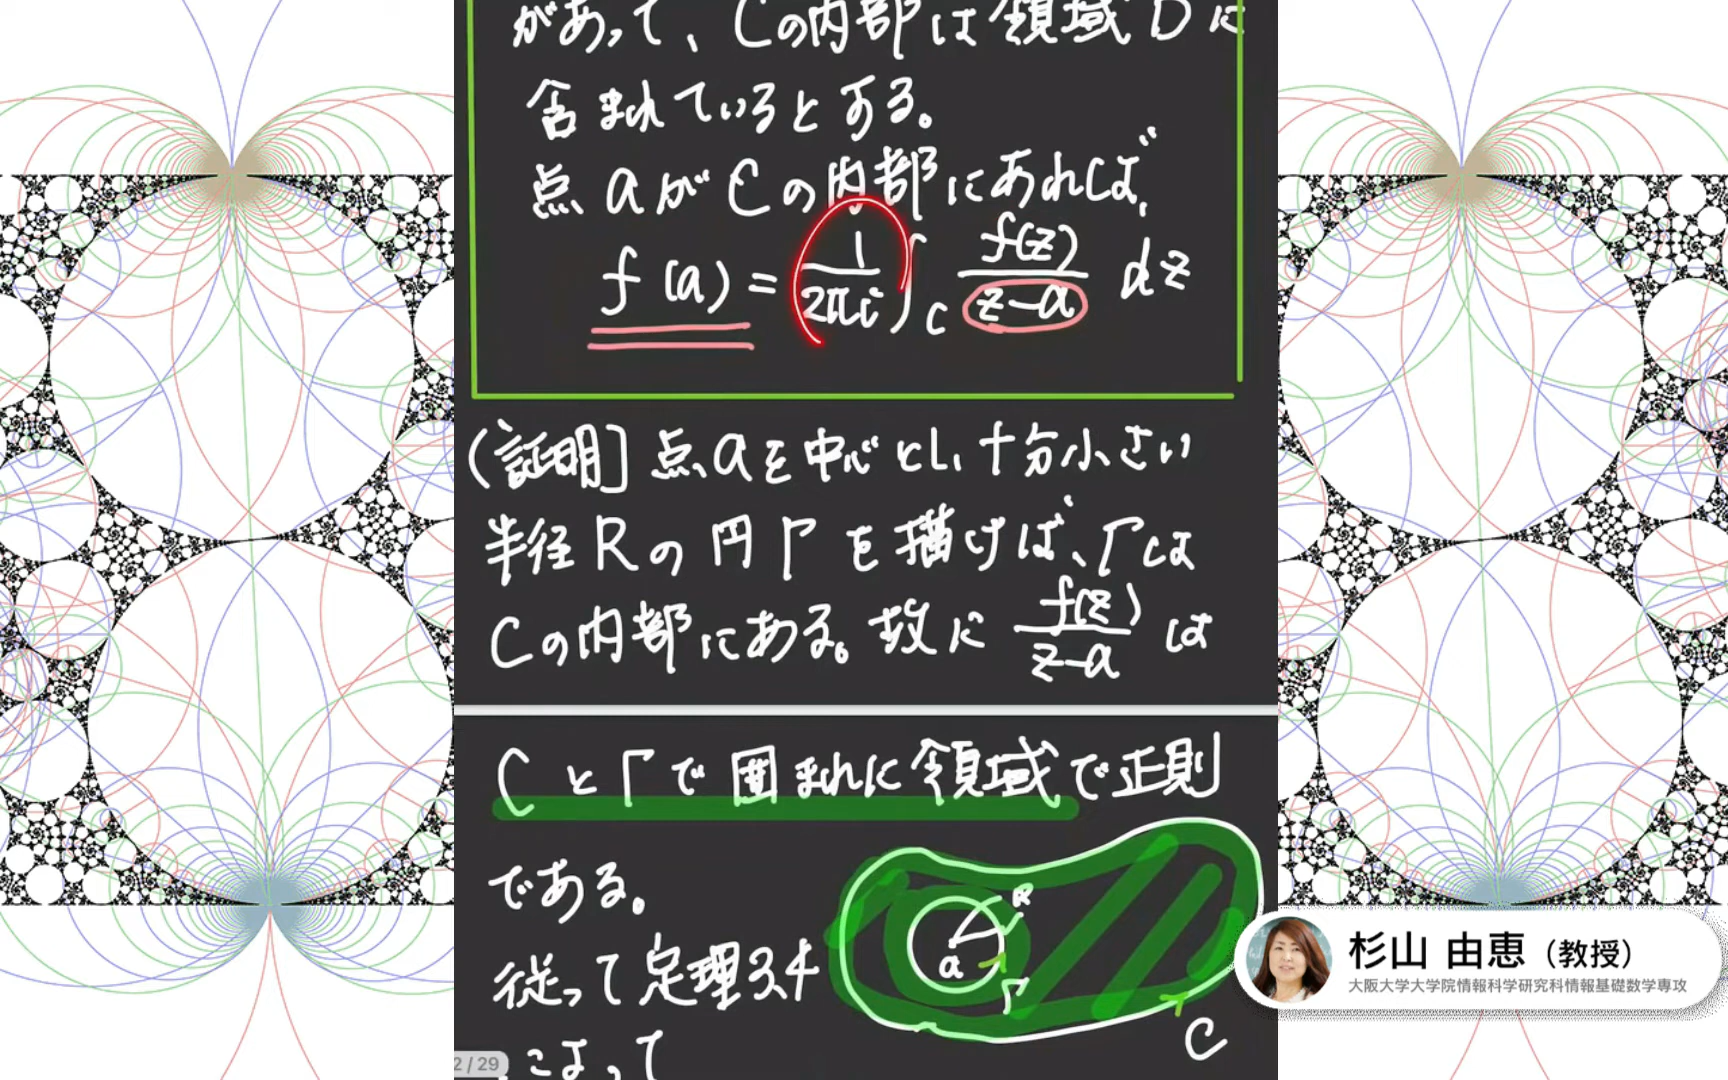 があって、Cの内部は領域Dに
含まれているとする。
点aがCの内部にあれば、
f(a) = \frac{1}{2πi} ∫_C \frac{f(z)}{z-a} dz
(証明] 点aを中心とし、十分小さい
半径Rの円Γを描けば、Γは
Cの内部にある。故に \frac{f(z)}{z-a} は
CとΓで囲まれた領域で正則
である。
従って定理3.4
によって
R
a
Γ
C
杉山 由恵（教授）
大阪大学大学院情報科学研究科情報基礎数学専攻
2 / 29